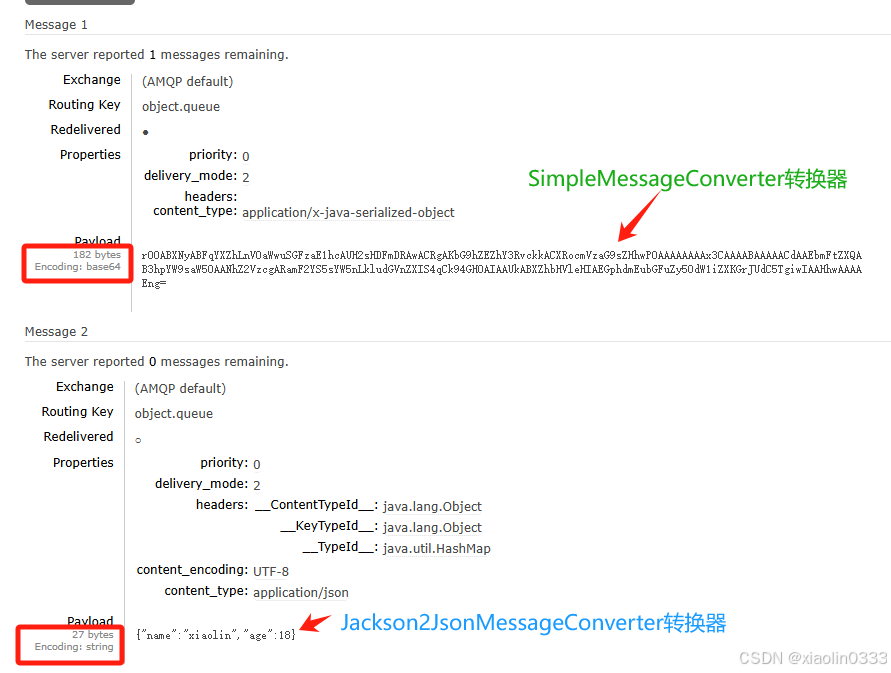 Message 1
The server reported 1 messages remaining.
Exchange (AMQP default)
Routing Key object.queue
Redelivered ●
Properties priority: 0
delivery_mode: 2
headers:
content_type: application/x-java-serialized-object
SimpleMessageConverter转换器
Payload
182 bytes
Encoding: base64
Message 2
The server reported 0 messages remaining.
Exchange (AMQP default)
Routing Key object.queue
Redelivered ○
Properties priority: 0
delivery_mode: 2
headers: __ContentTypeId__: java.lang.Object
__KeyTypeId__: java.lang.Object
__TypeId__: java.util.HashMap
content_encoding: UTF-8
content_type: application/json
Payload
27 bytes
Encoding: string
{"name":"xiaolin","age":18}
Jackson2JsonMessageConverter转换器
CSDN @xiaolin0333